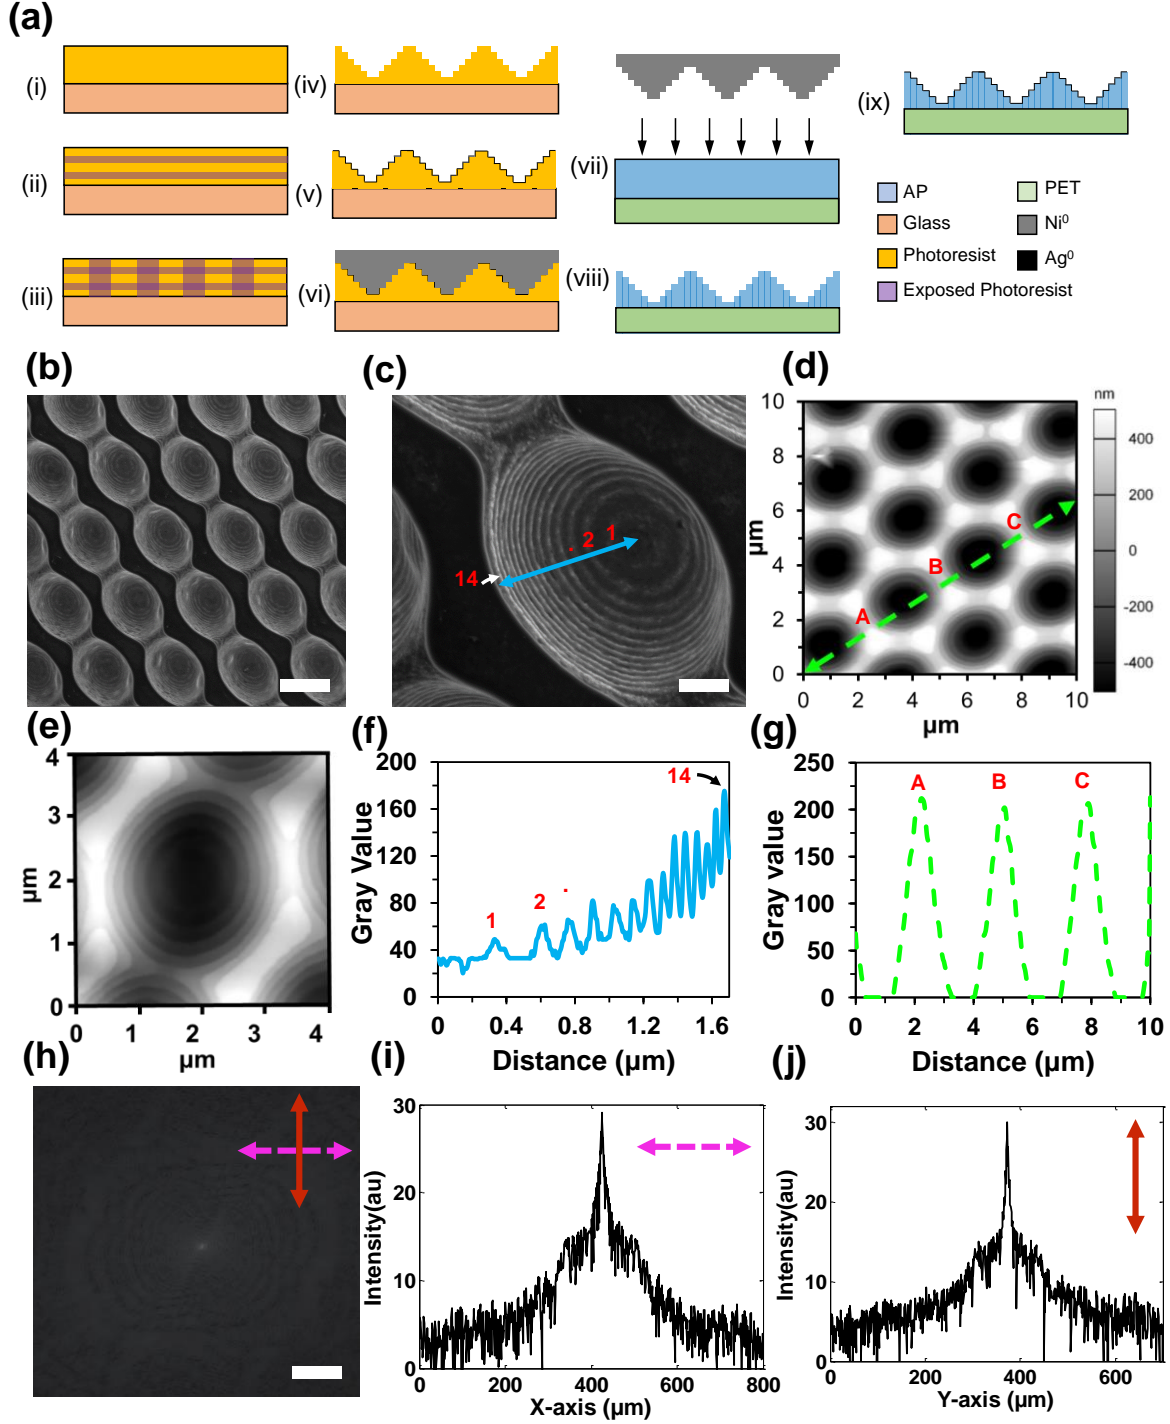 (a)
(i)
(iv)
(vii)
(ix)
(ii)
(v)
(iii)
(vi)
(viii)
AP
PET
Glass
Ni⁰
Photoresist
Ag⁰
Exposed Photoresist
(b)
(c)
. 2 1
14
(d)
10
8
6
4
2
0
µm
0 2 4 6 8 10
µm
A
B
C
nm
400
200
0
-200
-400
(e)
4
3
2
1
0
µm
0 1 2 3 4
µm
(f)
200
160
120
80
40
0
Gray Value
0 0.4 0.8 1.2 1.6
Distance (µm)
1
2
.
14
(g)
250
200
150
100
50
0
Gray value
0 2 4 6 8 10
Distance (µm)
A
B
C
(h)
(i)
30
20
10
0
Intensity(au)
0 200 400 600 800
X-axis (µm)
(j)
30
20
10
0
Intensity(au)
0 200 400 600
Y-axis (µm)